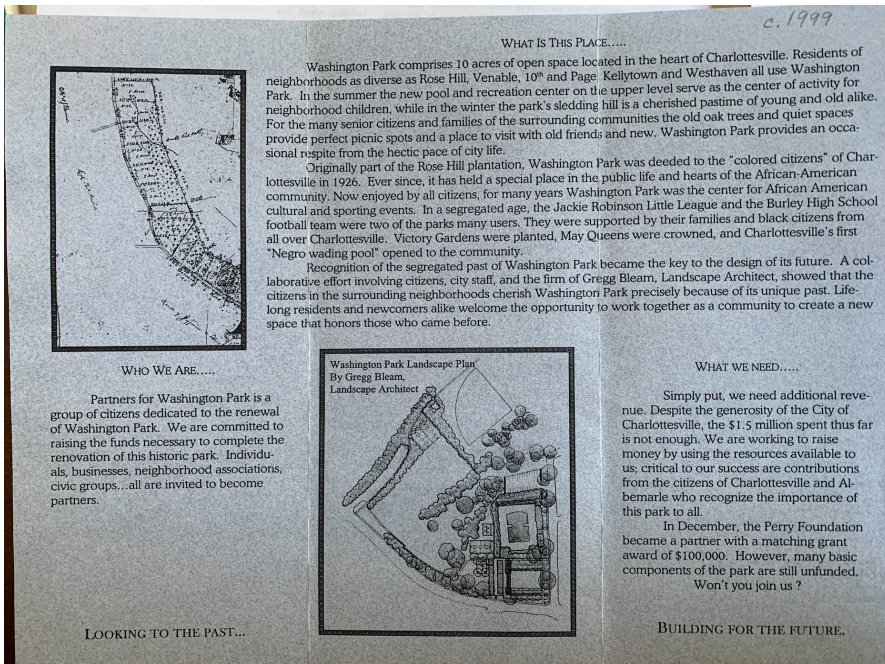 c. 1999
WHAT IS THIS PLACE.....
Washington Park comprises 10 acres of open space located in the heart of Charlottesville. Residents of
neighborhoods as diverse as Rose Hill, Venable, 10th and Page, Kellytown and Westhaven all use Washington
Park. In the summer the new pool and recreation center on the upper level serve as the center of activity for
neighborhood children, while in the winter the park's sledding hill is a cherished pastime of young and old alike.
For the many senior citizens and families of the surrounding communities the old oak trees and quiet spaces
provide perfect picnic spots and a place to visit with old friends and new. Washington Park provides an occa-
sional respite from the hectic pace of city life.
Originally part of the Rose Hill plantation, Washington Park was deeded to the "colored citizens" of Char-
lottesville in 1926. Ever since, it has held a special place in the public life and hearts of the African-American
community. Now enjoyed by all citizens, for many years Washington Park was the center for African American
cultural and sporting events. In a segregated age, the Jackie Robinson Little League and the Burley High School
football team were two of the parks many users. They were supported by their families and black citizens from
all over Charlottesville. Victory Gardens were planted, May Queens were crowned, and Charlottesville's first
"Negro wading pool" opened to the community.
Recognition of the segregated past of Washington Park became the key to the design of its future. A col-
laborative effort involving citizens, city staff, and the firm of Gregg Bleam, Landscape Architect, showed that the
citizens in the surrounding neighborhoods cherish Washington Park precisely because of its unique past. Life-
long residents and newcomers alike welcome the opportunity to work together as a community to create a new
space that honors those who came before.
WHO WE ARE.....
Partners for Washington Park is a
group of citizens dedicated to the renewal
of Washington Park. We are committed to
raising the funds necessary to complete the
renovation of this historic park. Individu-
als, businesses, neighborhood associations,
civic groups...all are invited to become
partners.
LOOKING TO THE PAST...
Washington Park Landscape Plan
By Gregg Bleam,
Landscape Architect
WHAT WE NEED.....
Simply put, we need additional reve-
nue. Despite the generosity of the City of
Charlottesville, the $1.5 million spent thus far
is not enough. We are working to raise
money by using the resources available to
us; critical to our success are contributions
from the citizens of Charlottesville and Al-
bemarle who recognize the importance of
this park to all.
In December, the Perry Foundation
became a partner with a matching grant
award of $100,000. However, many basic
components of the park are still unfunded.
Won't you join us ?
BUILDING FOR THE FUTURE.